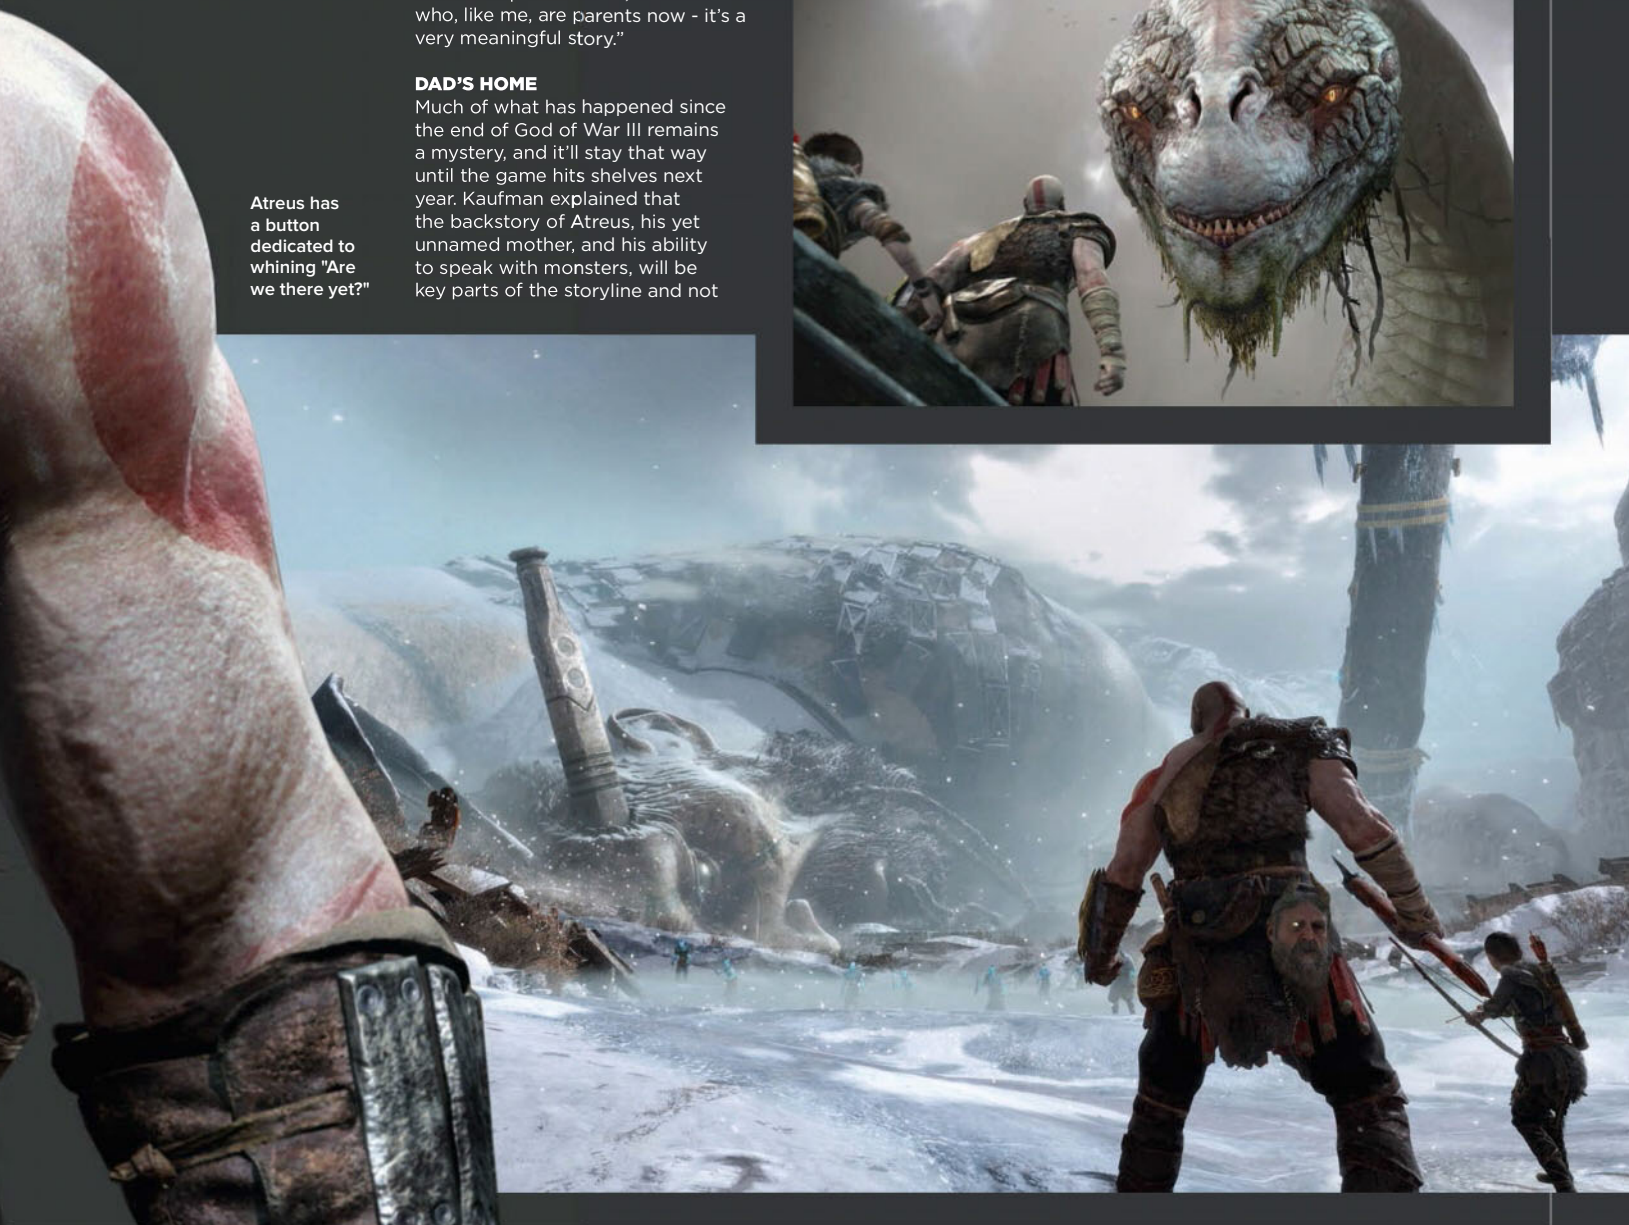 who, like me, are parents now - it’s a
very meaningful story.”
DAD’S HOME
Much of what has happened since
the end of God of War III remains
a mystery, and it’ll stay that way
until the game hits shelves next
year. Kaufman explained that
the backstory of Atreus, his yet
unnamed mother, and his ability
to speak with monsters, will be
key parts of the storyline and not
Atreus has
a button
dedicated to
whining "Are
we there yet?"